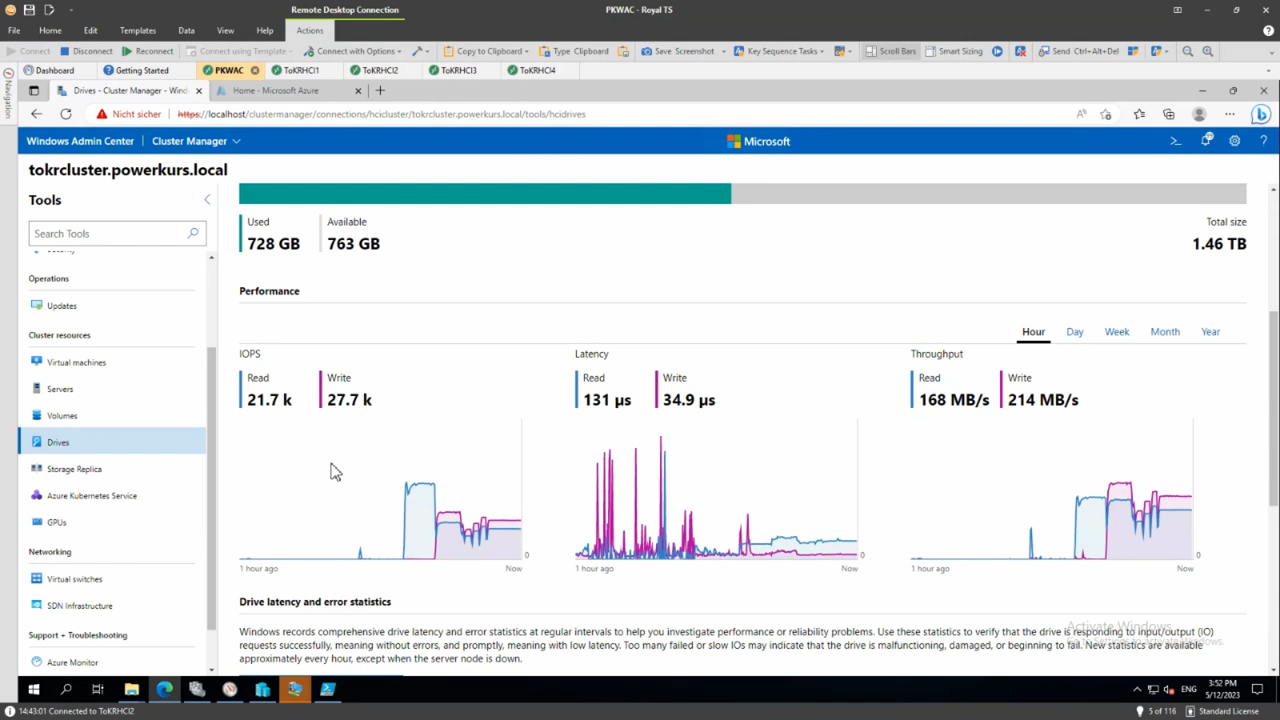 Remote Desktop Connection
PKWAC - Royal TS
File Home Edit Templates Data View Help Actions
Connect Disconnect Reconnect Connect using Template Connect with Options Copy to Clipboard Type Clipboard Save Screenshot Key Sequence Tasks Scroll Bars Smart Sizing Send Ctrl+Alt+Del
Navigation
Dashboard Getting Started PKWAC ToKRHCI1 ToKRHCI2 ToKRHCI3 ToKRHCI4
Drives - Cluster Manager - Wind Home - Microsoft Azure
Nicht sicher https://localhost/clustermanager/connections/hcicluster/tokrcluster.powerkurs.local/tools/hcidrives
Windows Admin Center Cluster Manager Microsoft
tokrcluster.powerkurs.local
Tools
Search Tools
Security
Operations
Updates
Cluster resources
Virtual machines
Servers
Volumes
Drives
Storage Replica
Azure Kubernetes Service
GPUs
Networking
Virtual switches
SDN Infrastructure
Support + Troubleshooting
Azure Monitor
Used Available Total size
728 GB 763 GB 1.46 TB
Performance
Hour Day Week Month Year
IOPS Latency Throughput
Read Write Read Write Read Write
21.7 k 27.7 k 131 µs 34.9 µs 168 MB/s 214 MB/s
0 0 0
1 hour ago Now 1 hour ago Now 1 hour ago Now
Drive latency and error statistics
Windows records comprehensive drive latency and error statistics at regular intervals to help you investigate performance or reliability problems. Use these statistics to verify that the drive is responding to input/output (IO)
requests successfully, meaning without errors, and promptly, meaning with low latency. Too many failed or slow IOs may indicate that the drive is malfunctioning, damaged, or beginning to fail. New statistics are available
approximately every hour, except when the server node is down.
Activate Windows
Go to Settings to activate Windows.
ENG 3:52 PM
5/12/2023
14:43:01 Connected to ToKRHCI2 5 of 116 Standard License